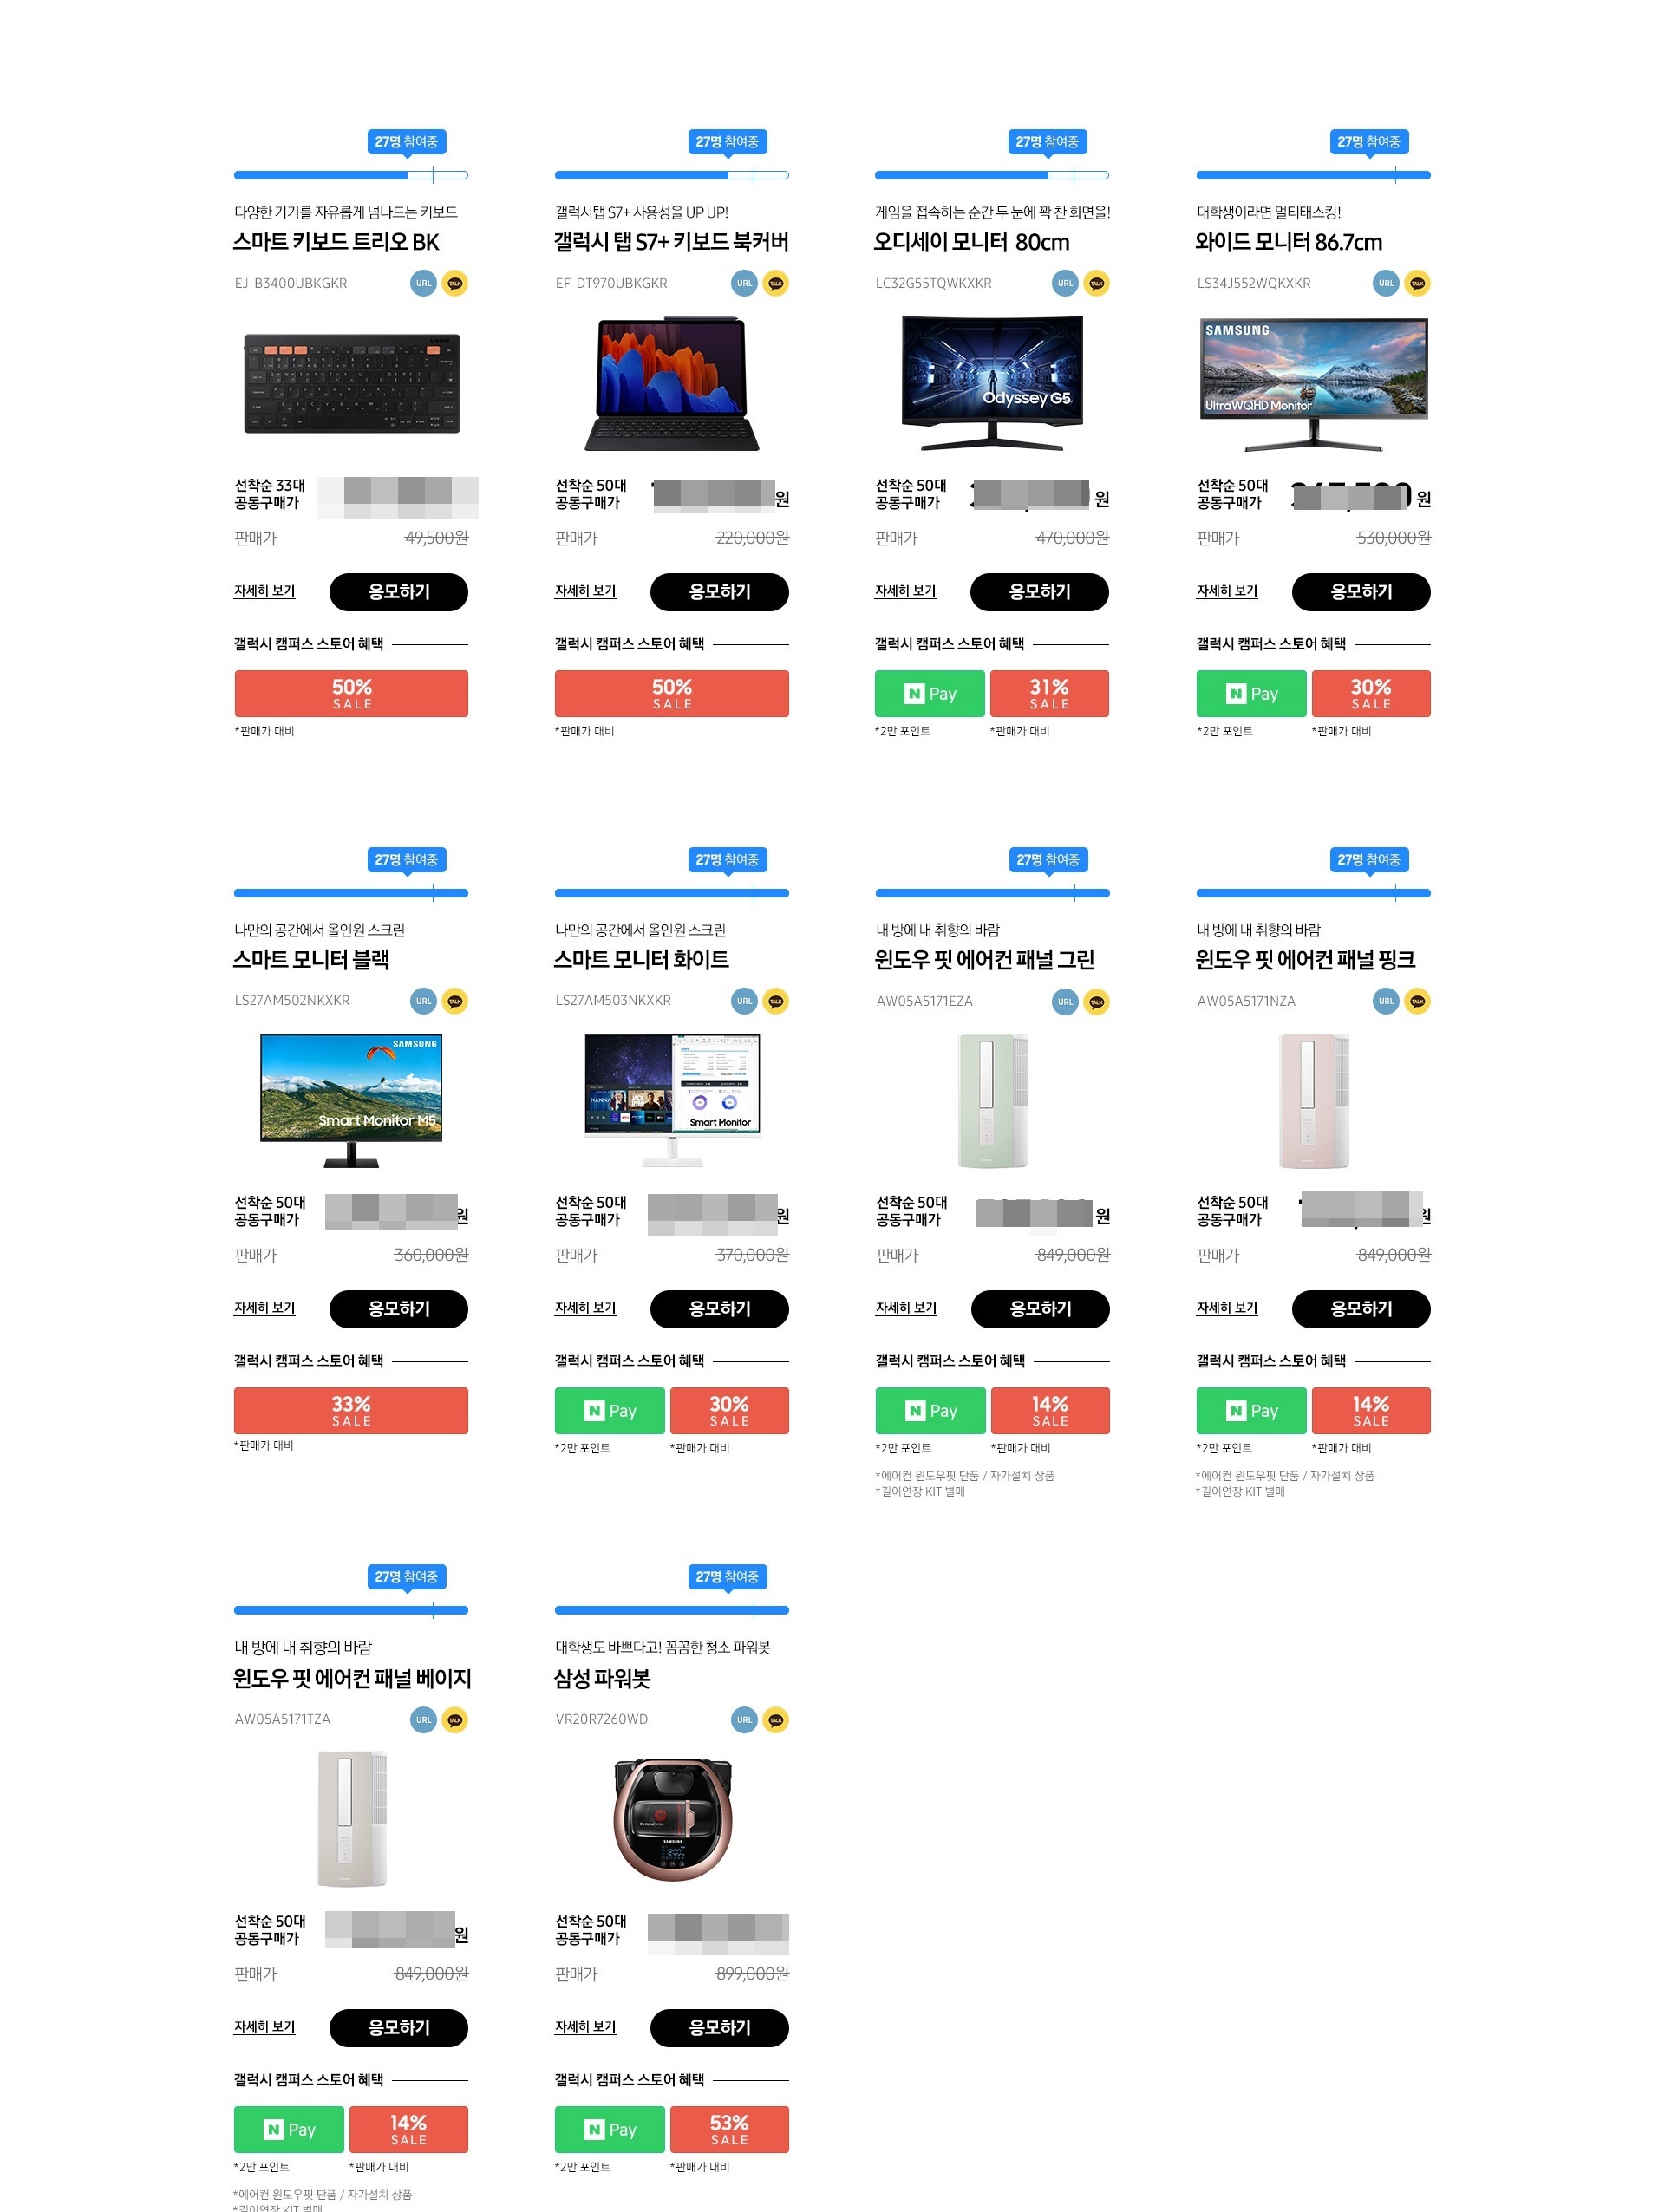 27명 참여중
다양한 기기를 자유롭게 넘나드는 키보드
스마트 키보드 트리오 BK
EJ-B3400UBKGKR
URL
TALK
선착순 33대
공동구매가
판매가 49,500원
자세히 보기
응모하기
갤럭시 캠퍼스 스토어 혜택
50%
SALE
*판매가 대비
27명 참여중
갤럭시탭 S7+ 사용성을 UP UP!
갤럭시 탭 S7+ 키보드 북커버
EF-DT970UBKGKR
URL
TALK
선착순 50대
공동구매가
원
판매가 220,000원
자세히 보기
응모하기
갤럭시 캠퍼스 스토어 혜택
50%
SALE
*판매가 대비
27명 참여중
게임을 접속하는 순간 두 눈에 꽉 찬 화면을!
오디세이 모니터 80cm
LC32G55TQWKXKR
URL
TALK
Odyssey G5
선착순 50대
공동구매가
원
판매가 470,000원
자세히 보기
응모하기
갤럭시 캠퍼스 스토어 혜택
N Pay
31%
SALE
*2만 포인트
*판매가 대비
27명 참여중
대학생이라면 멀티태스킹!
와이드 모니터 86.7cm
LS34J552WQKXKR
URL
TALK
SAMSUNG
UltraWQHD Monitor
선착순 50대
공동구매가
원
판매가 530,000원
자세히 보기
응모하기
갤럭시 캠퍼스 스토어 혜택
N Pay
30%
SALE
*2만 포인트
*판매가 대비
27명 참여중
나만의 공간에서 올인원 스크린
스마트 모니터 블랙
LS27AM502NKXKR
URL
TALK
SAMSUNG
Smart Monitor M5
선착순 50대
공동구매가
원
판매가 360,000원
자세히 보기
응모하기
갤럭시 캠퍼스 스토어 혜택
33%
SALE
*판매가 대비
27명 참여중
나만의 공간에서 올인원 스크린
스마트 모니터 화이트
LS27AM503NKXKR
URL
TALK
HANNA
Smart Monitor
선착순 50대
공동구매가
원
판매가 370,000원
자세히 보기
응모하기
갤럭시 캠퍼스 스토어 혜택
N Pay
30%
SALE
*2만 포인트
*판매가 대비
27명 참여중
내 방에 내 취향의 바람
윈도우 핏 에어컨 패널 그린
AW05A5171EZA
URL
TALK
선착순 50대
공동구매가
원
판매가 849,000원
자세히 보기
응모하기
갤럭시 캠퍼스 스토어 혜택
N Pay
14%
SALE
*2만 포인트
*판매가 대비
*에어컨 윈도우핏 단품 / 자가설치 상품
*길이연장 KIT 별매
27명 참여중
내 방에 내 취향의 바람
윈도우 핏 에어컨 패널 핑크
AW05A5171NZA
URL
TALK
선착순 50대
공동구매가
원
판매가 849,000원
자세히 보기
응모하기
갤럭시 캠퍼스 스토어 혜택
N Pay
14%
SALE
*2만 포인트
*판매가 대비
*에어컨 윈도우핏 단품 / 자가설치 상품
*길이연장 KIT 별매
27명 참여중
내 방에 내 취향의 바람
윈도우 핏 에어컨 패널 베이지
AW05A5171TZA
URL
TALK
선착순 50대
공동구매가
원
판매가 849,000원
자세히 보기
응모하기
갤럭시 캠퍼스 스토어 혜택
N Pay
14%
SALE
*2만 포인트
*판매가 대비
*에어컨 윈도우핏 단품 / 자가설치 상품
*길이연장 KIT 별매
27명 참여중
대학생도 바쁘다고! 꼼꼼한 청소 파워봇
삼성 파워봇
VR20R7260WD
URL
TALK
SAMSUNG
선착순 50대
공동구매가
판매가 899,000원
자세히 보기
응모하기
갤럭시 캠퍼스 스토어 혜택
N Pay
53%
SALE
*2만 포인트
*판매가 대비